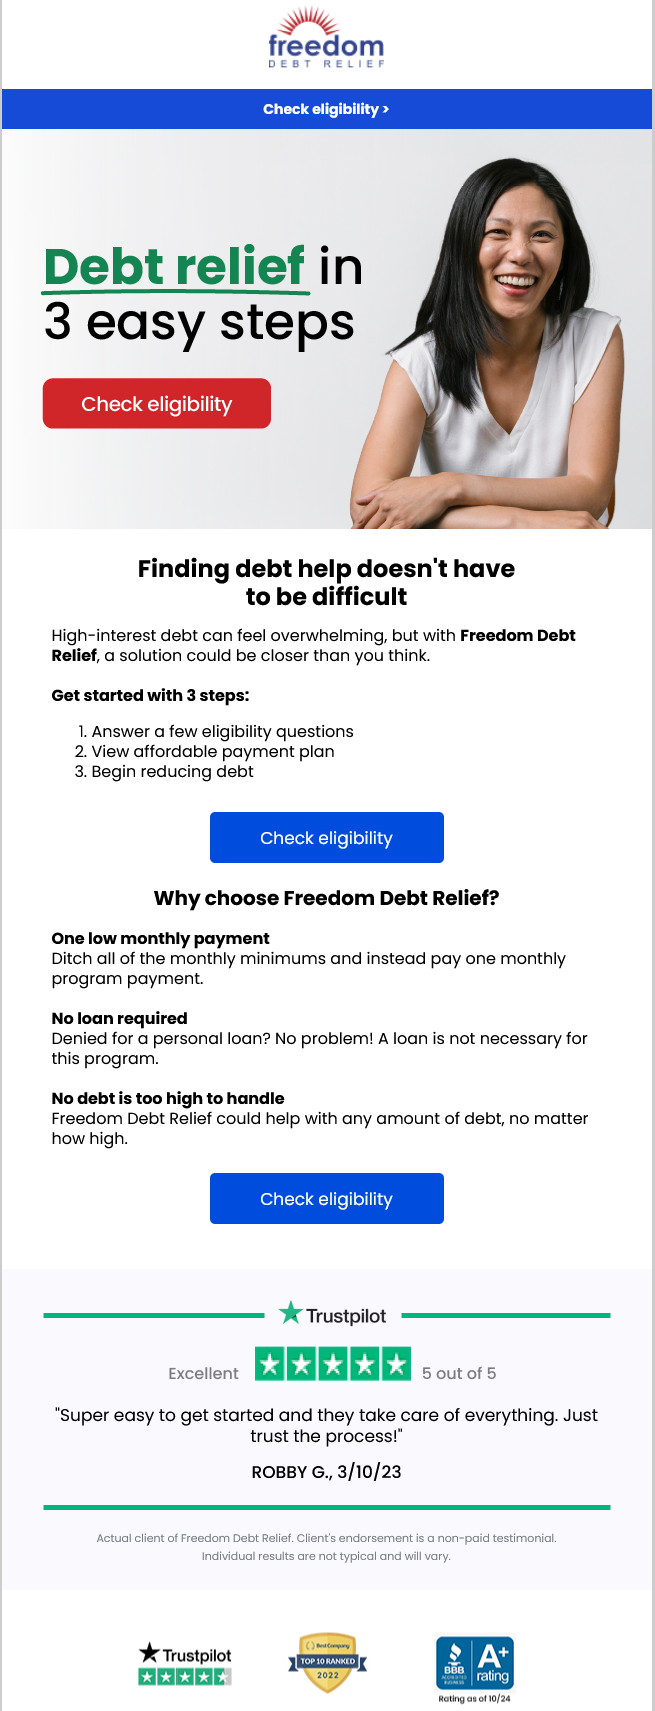 freedom
DEBT RELIEF
Check eligibility >
Debt relief in
3 easy steps
Check eligibility
Finding debt help doesn't have
to be difficult
High-interest debt can feel overwhelming, but with Freedom Debt
Relief, a solution could be closer than you think.
Get started with 3 steps:
1. Answer a few eligibility questions
2. View affordable payment plan
3. Begin reducing debt
Check eligibility
Why choose Freedom Debt Relief?
One low monthly payment
Ditch all of the monthly minimums and instead pay one monthly
program payment.
No loan required
Denied for a personal loan? No problem! A loan is not necessary for
this program.
No debt is too high to handle
Freedom Debt Relief could help with any amount of debt, no matter
how high.
Check eligibility
Trustpilot
Excellent 5 out of 5
"Super easy to get started and they take care of everything. Just
trust the process!"
ROBBY G., 3/10/23
Actual client of Freedom Debt Relief. Client's endorsement is a non-paid testimonial.
Individual results are not typical and will vary.
Trustpilot
BestCompany
TOP 10 RANKED
2022
BBB
ACCREDITED
BUSINESS
A+
rating
Rating as of 10/24